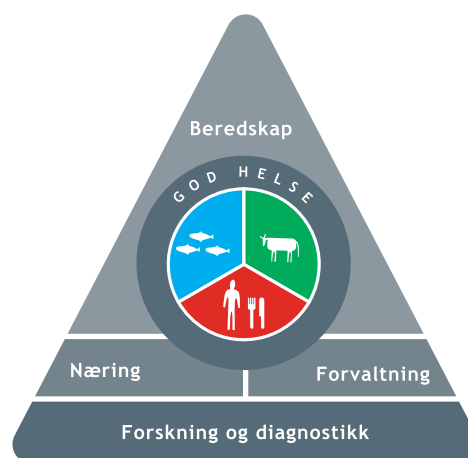 Beredskap
GOD HELSE
Næring
Forvaltning
Forskning og diagnostikk